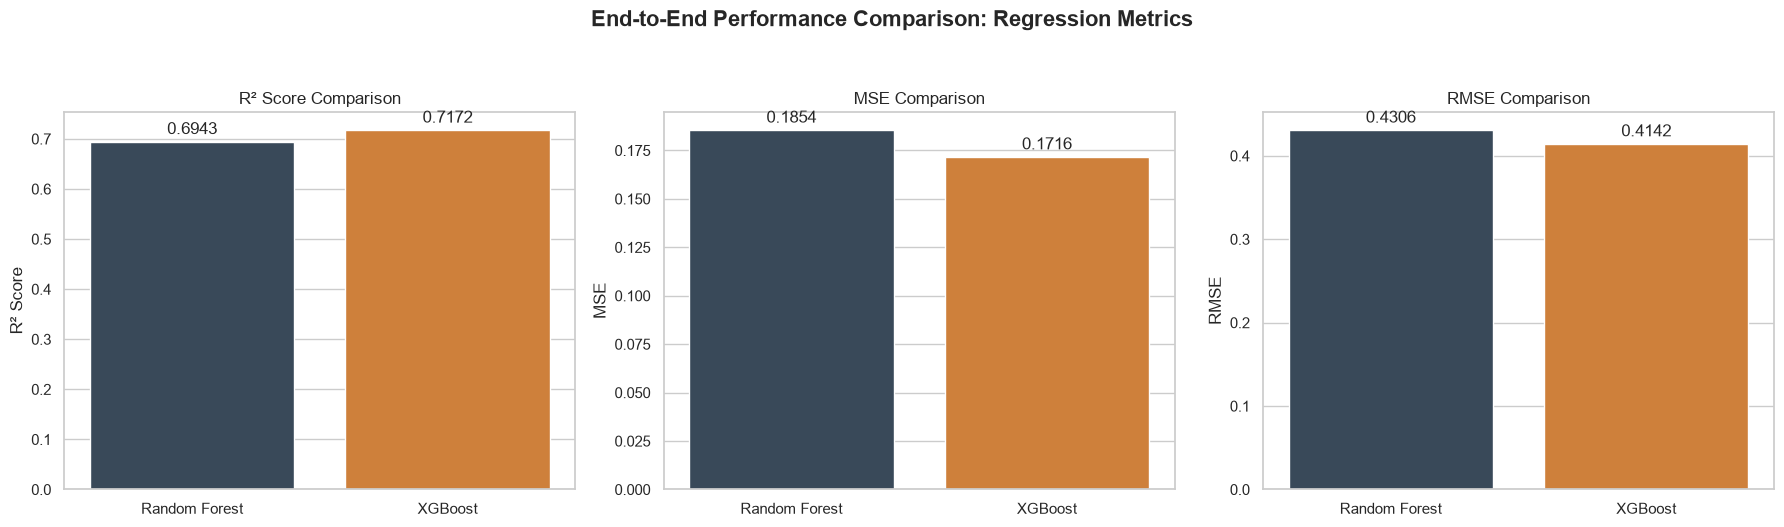 End-to-End Performance Comparison: Regression Metrics
R² Score Comparison
0.6943
0.7172
R² Score
0.7
0.6
0.5
0.4
0.3
0.2
0.1
0.0
Random Forest
XGBoost
MSE Comparison
0.1854
0.1716
MSE
0.175
0.150
0.125
0.100
0.075
0.050
0.025
0.000
Random Forest
XGBoost
RMSE Comparison
0.4306
0.4142
RMSE
0.4
0.3
0.2
0.1
0.0
Random Forest
XGBoost